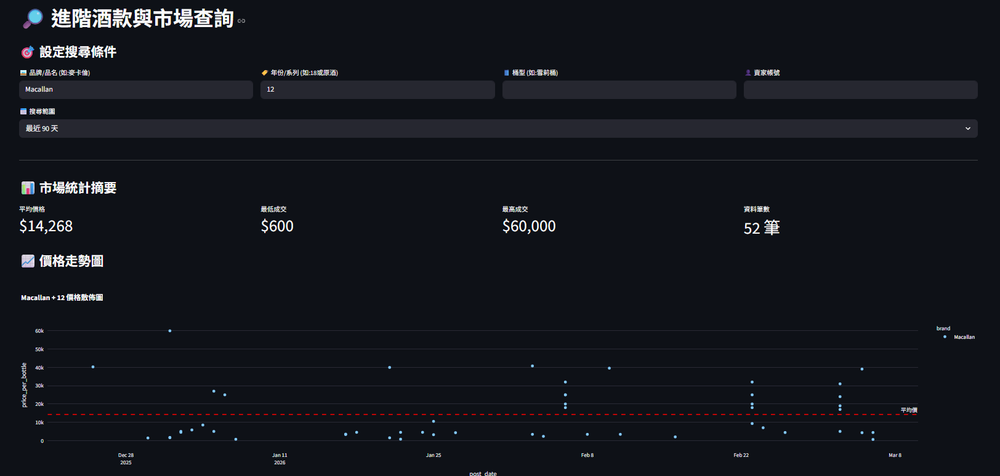 進階酒款與市場查詢
設定搜尋條件
品牌/品名 (如:麥卡倫)
年份/系列 (如:18或原酒)
桶型 (如:雪莉桶)
賣家帳號
Macallan
12
搜尋範圍
最近 90 天
市場統計摘要
平均價格
最低成交
最高成交
資料筆數
$14,268
$600
$60,000
52 筆
價格走勢圖
Macallan + 12 價格散佈圖
brand
Macallan
60k
50k
40k
30k
20k
10k
0
price_per_bottle
平均價
Dec 28
2025
Jan 11
2026
Jan 25
Feb 8
Feb 22
Mar 8
post_date